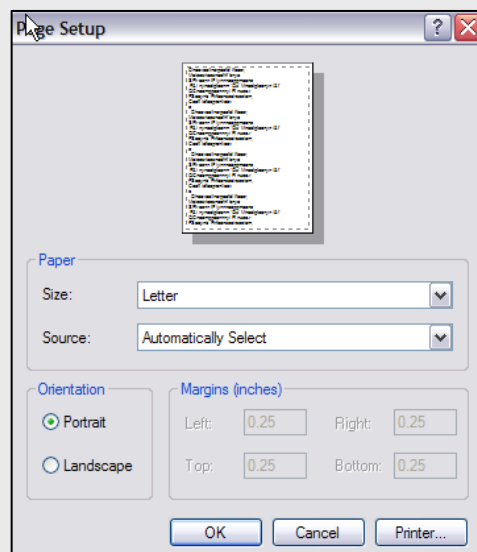 Page Setup
Paper
Size: Letter
Source: Automatically Select
Orientation Margins (inches)
Portrait Left: 0.25 Right: 0.25
Landscape Top: 0.25 Bottom: 0.25
OK Cancel Printer...